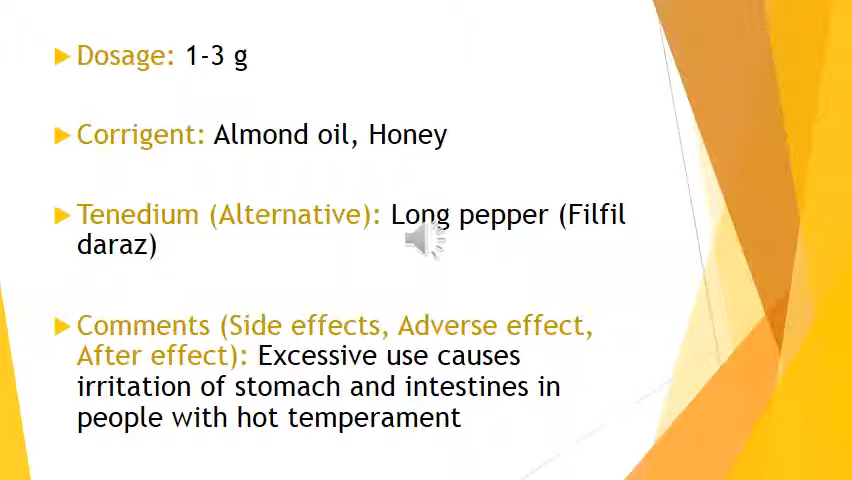 Dosage: 1-3 g
Corrigent: Almond oil, Honey
Tenedium (Alternative): Long pepper (Filfil
daraz)
Comments (Side effects, Adverse effect,
After effect): Excessive use causes
irritation of stomach and intestines in
people with hot temperament